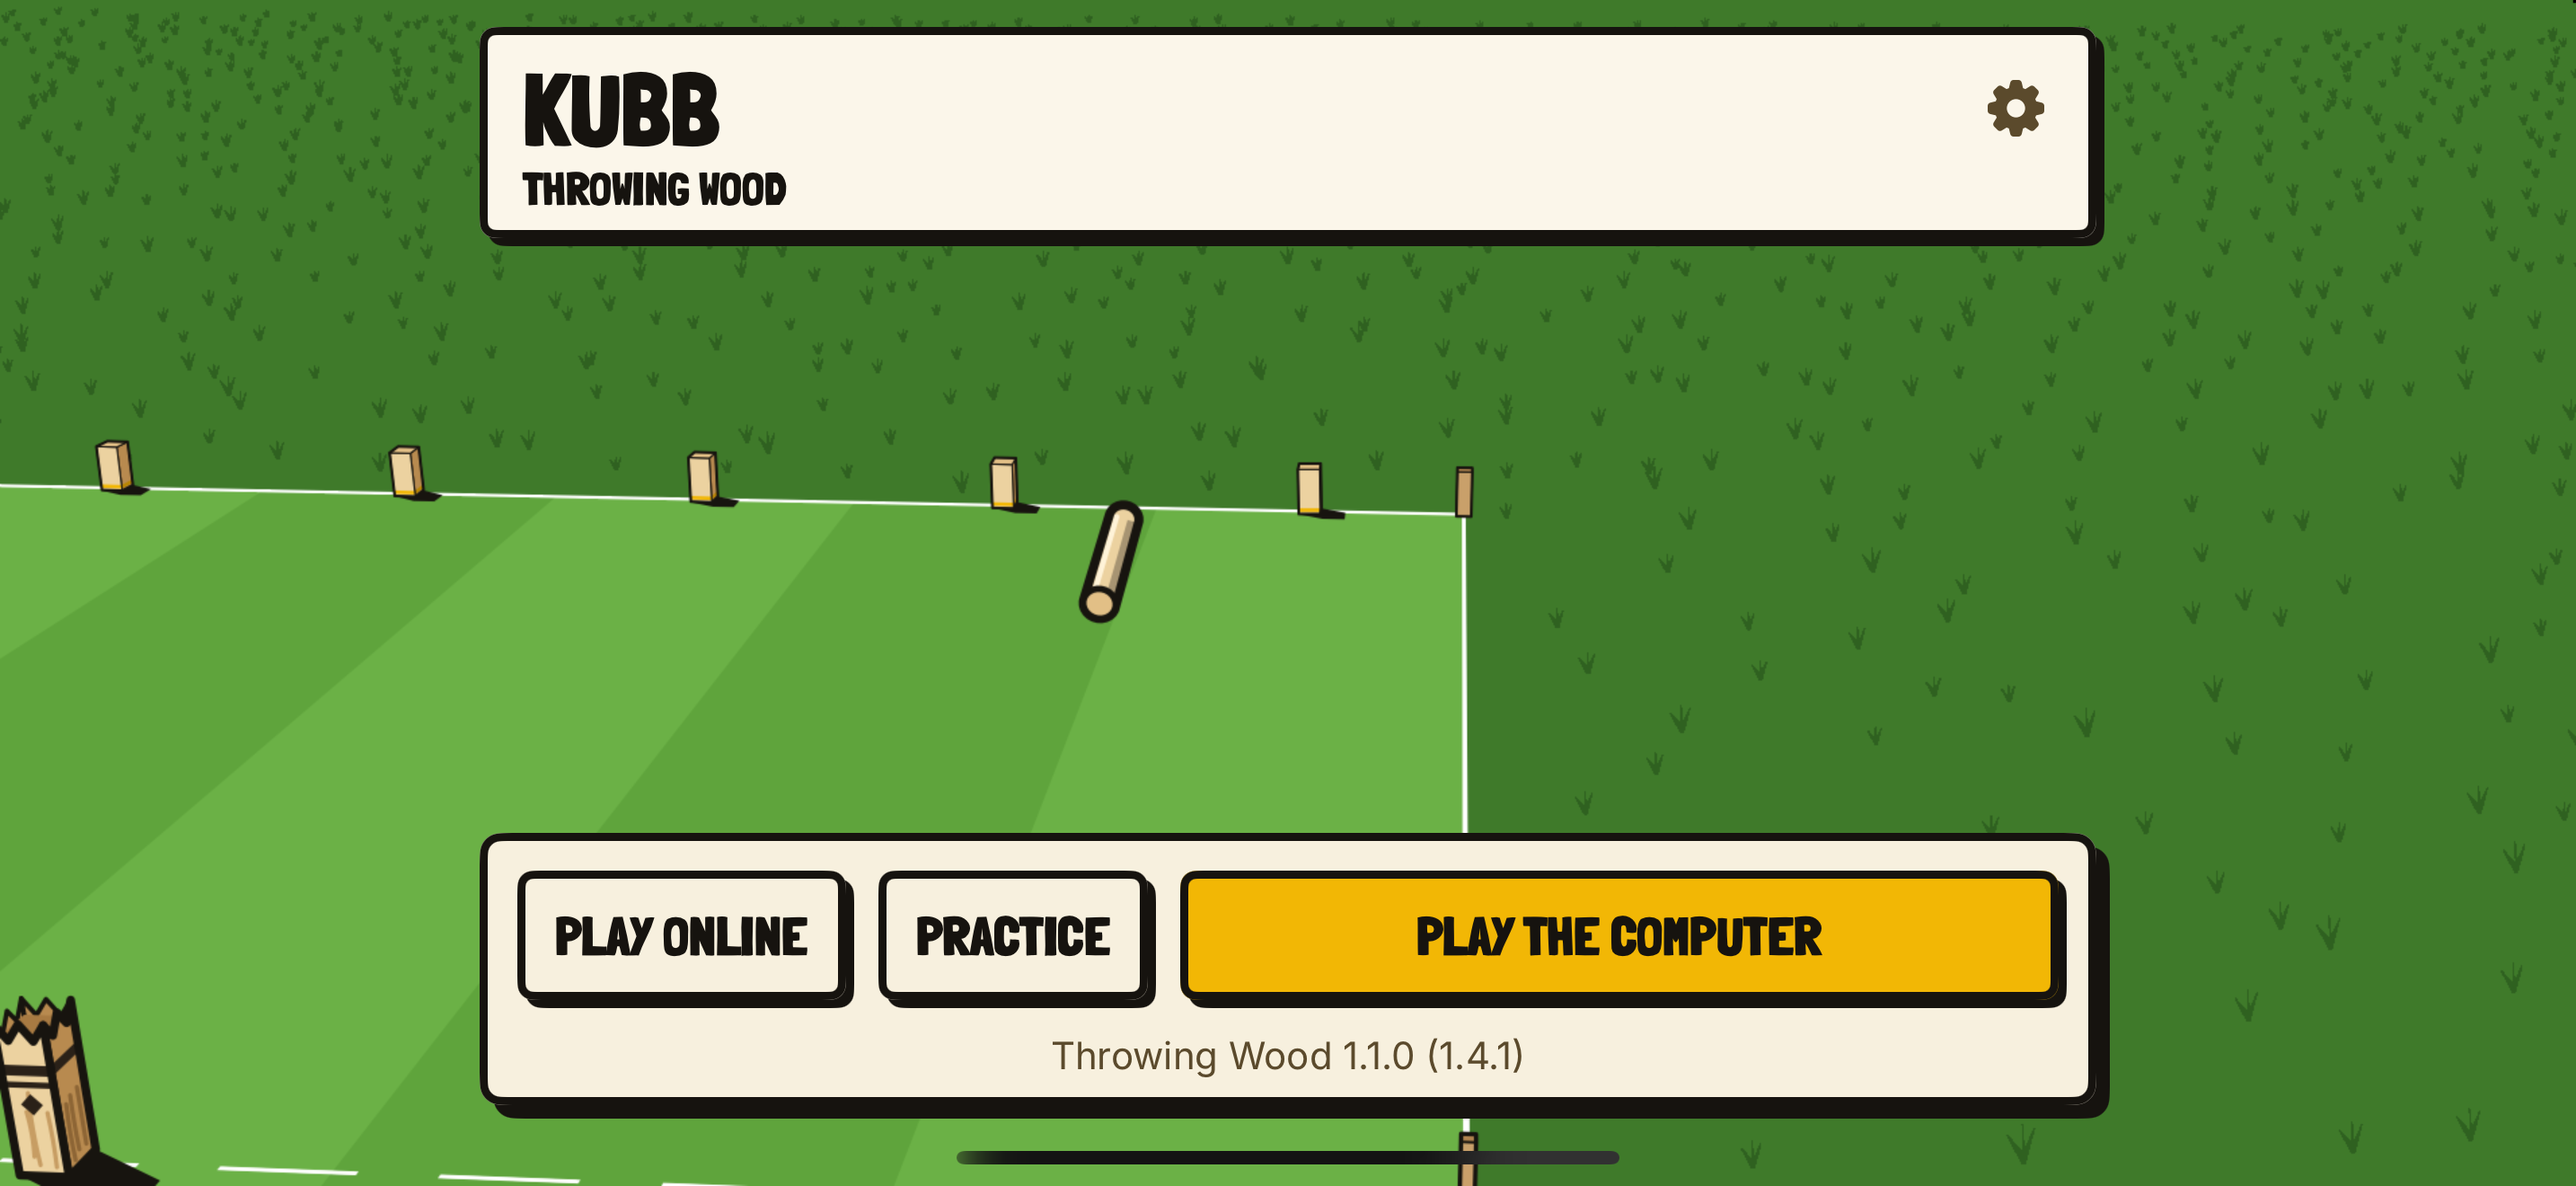 KUBB
THROWING WOOD
PLAY ONLINE
PRACTICE
PLAY THE COMPUTER
Throwing Wood 1.1.0 (1.4.1)